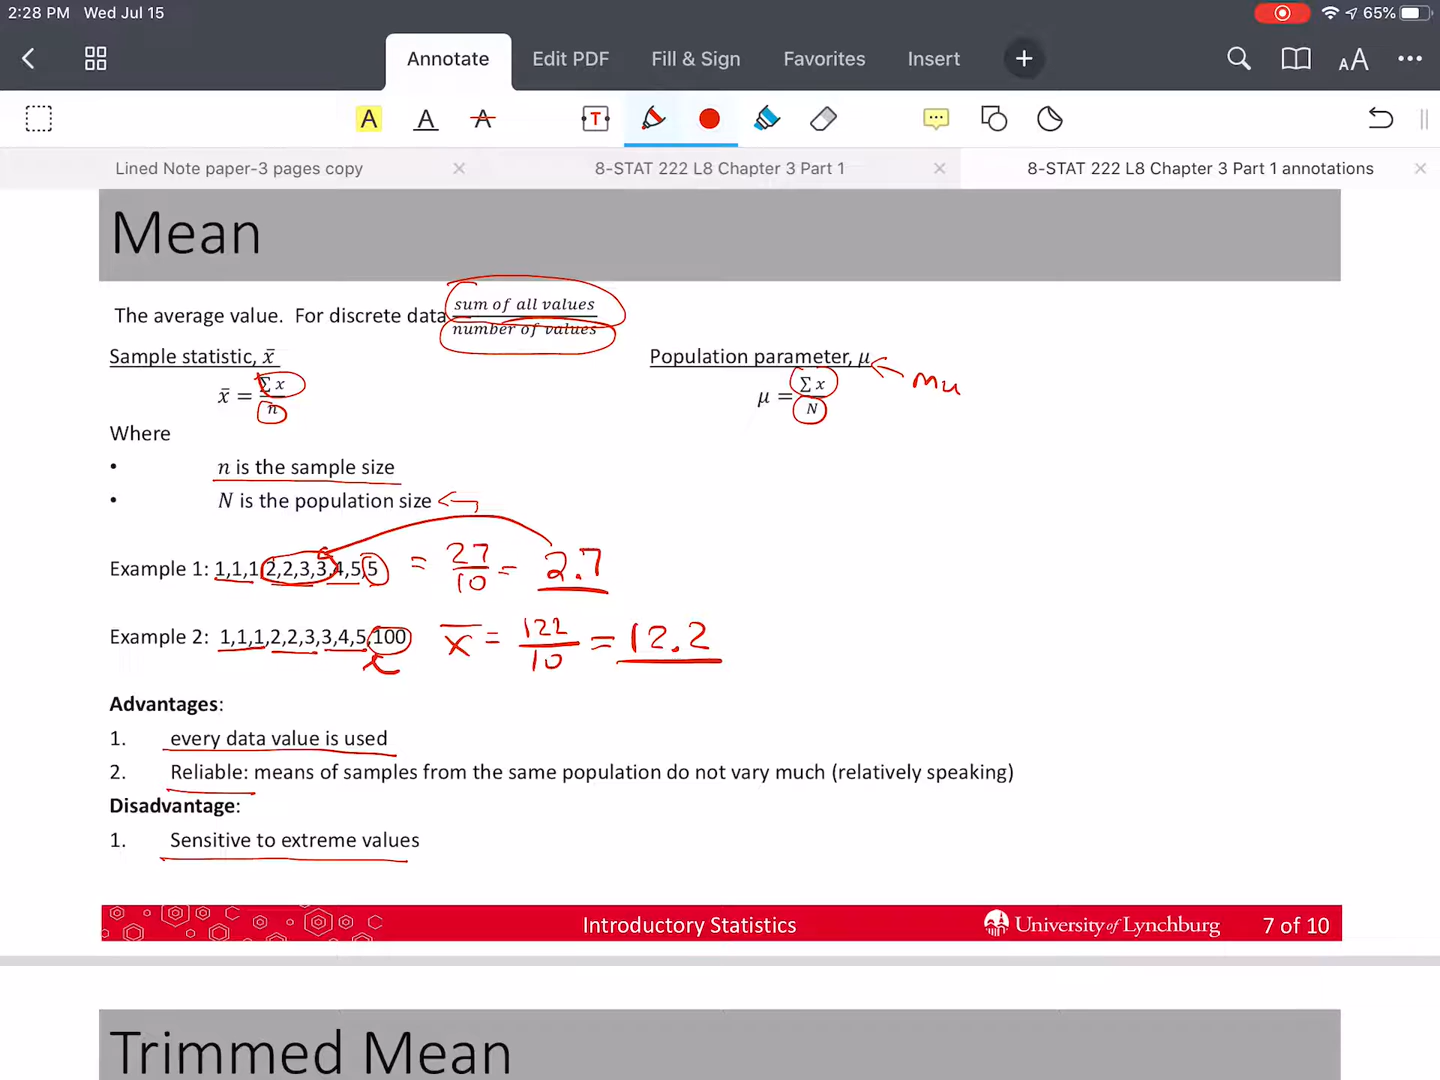 2:28 PM Wed Jul 15 65%
Annotate Edit PDF Fill & Sign Favorites Insert
A A A T AA
Lined Note paper-3 pages copy 8-STAT 222 L8 Chapter 3 Part 1 8-STAT 222 L8 Chapter 3 Part 1 annotations
Mean
The average value. For discrete data sum of all values / number of values
Sample statistic, x̄ Population parameter, μ Mu
x̄ = ∑ x / n μ = ∑ x / N
Where
• n is the sample size
• N is the population size
Example 1: 1,1,1,2,2,3,3,4,5,5 = 27/10 = 2.7
Example 2: 1,1,1,2,2,3,3,4,5,100 x̄ = 122/10 = 12.2
Advantages:
1. every data value is used
2. Reliable: means of samples from the same population do not vary much (relatively speaking)
Disadvantage:
1. Sensitive to extreme values
Introductory Statistics University of Lynchburg 7 of 10
Trimmed Mean